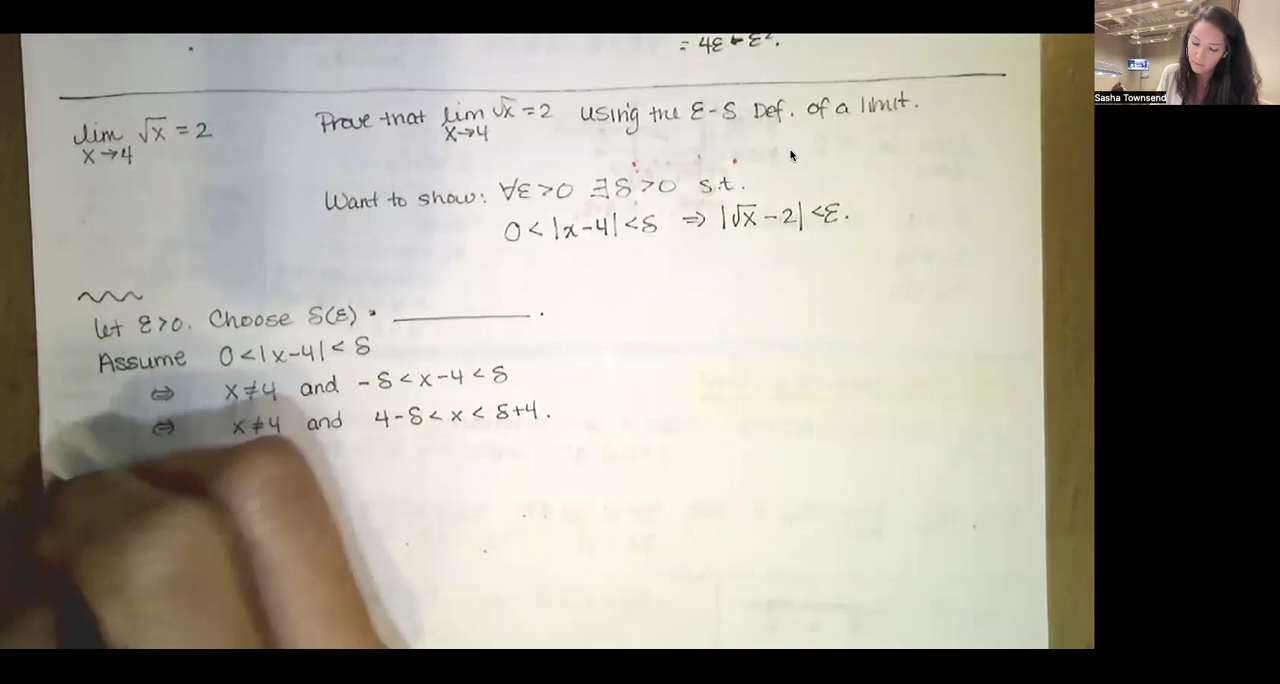 = 4ε - ε².
lim √x = 2
x→4
Prove that lim √x = 2 using the ε-δ Def. of a limit.
x→4
Want to show: ∀ε>0 ∃δ>0 s.t.
0<|x-4|<δ ⇒ |√x-2|<ε.
Let ε>0. Choose δ(ε) = ________.
Assume 0<|x-4|<δ
⇔ x≠4 and -δ<x-4<δ
⇔ x≠4 and 4-δ<x<δ+4.
Sasha Townsend